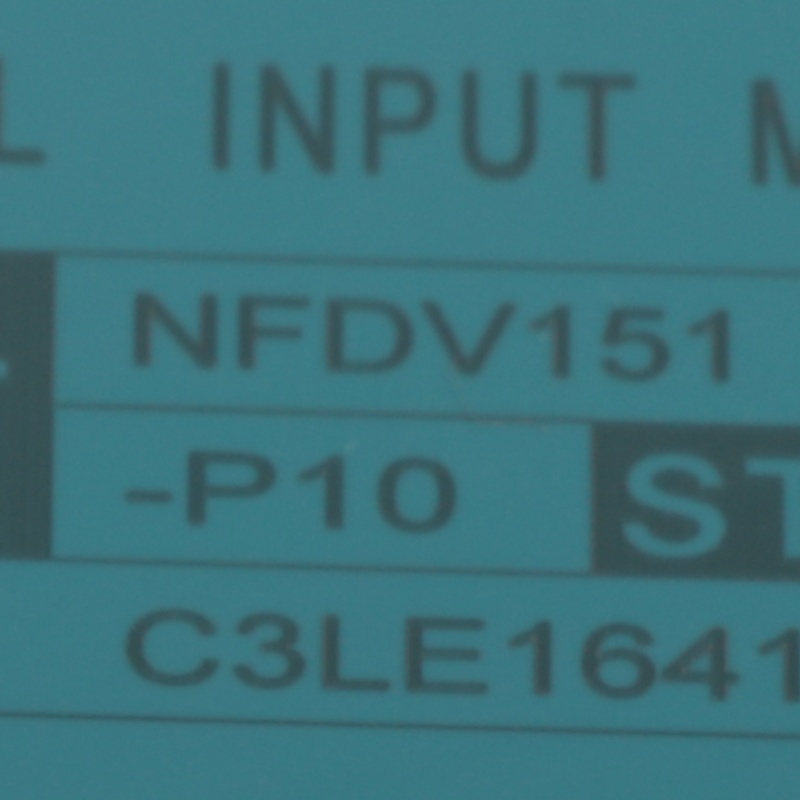 L INPUT M
NFDV151
-P10 ST
C3LE1641